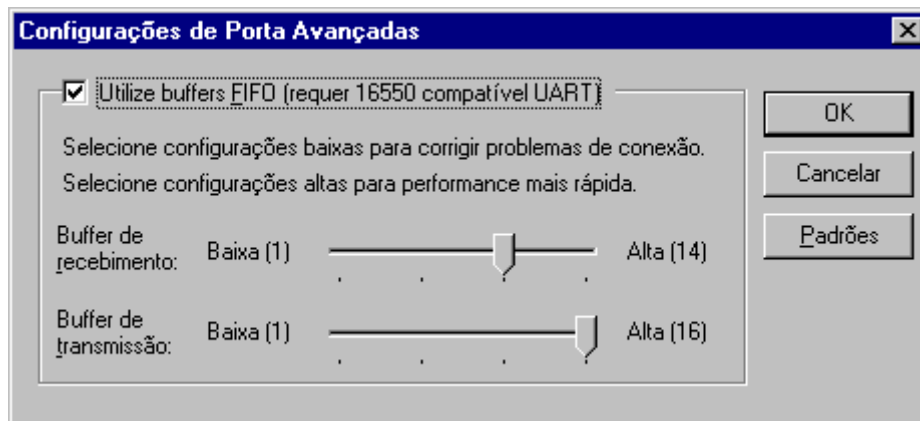 Configurações de Porta Avançadas
Utilize buffers FIFO (requer 16550 compatível UART)
OK
Selecione configurações baixas para corrigir problemas de conexão.
Selecione configurações altas para performance mais rápida.
Cancelar
Padrões
Buffer de
recebimento:
Baixa (1)
Alta (14)
Buffer de
transmissão:
Baixa (1)
Alta (16)